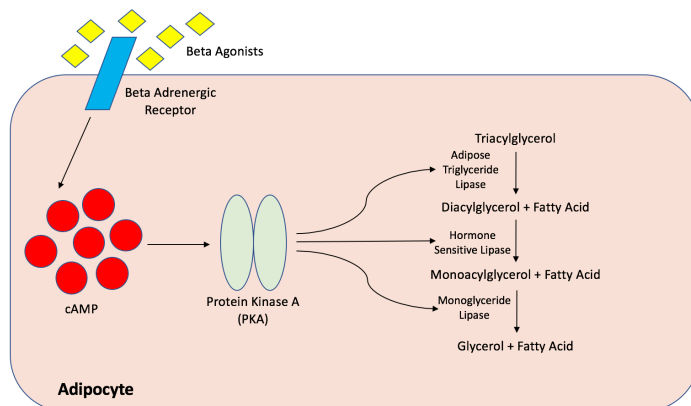 Beta Agonists
Beta Adrenergic
Receptor
Triacylglycerol
Adipose
Triglyceride
Lipase
Diacylglycerol + Fatty Acid
Hormone
Sensitive Lipase
Monoacylglycerol + Fatty Acid
Monoglyceride
Lipase
Glycerol + Fatty Acid
cAMP
Protein Kinase A
(PKA)
Adipocyte